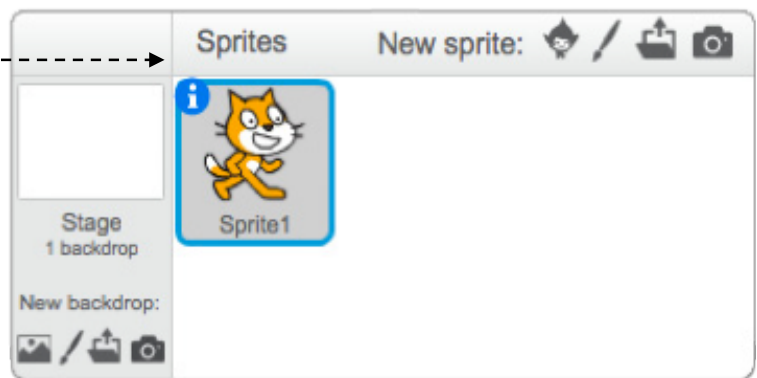 Sprites New sprite:
i
Sprite1
Stage
1 backdrop
New backdrop: